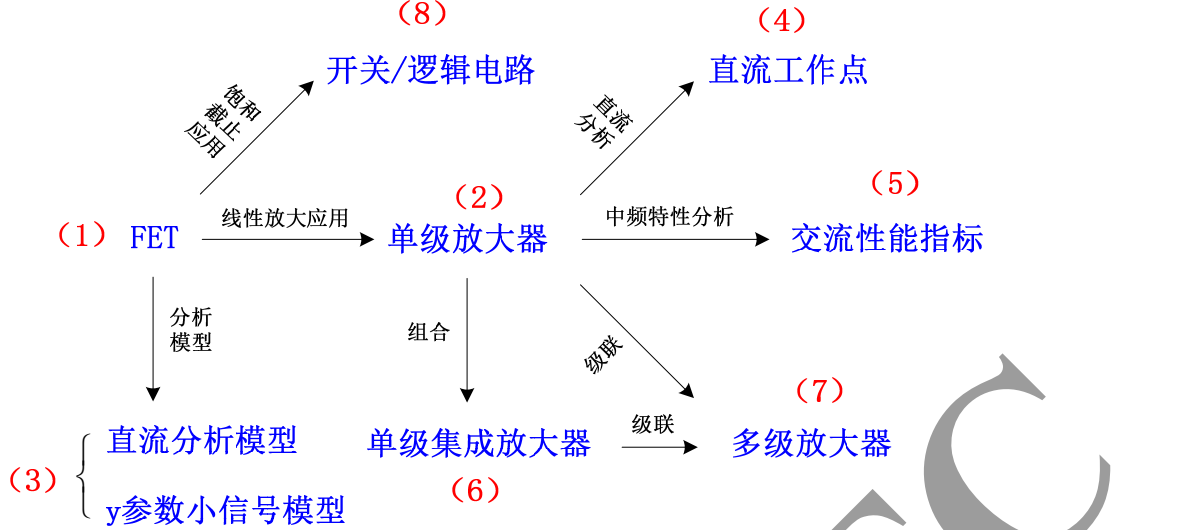 （8）
（4）
开关/逻辑电路
直流工作点
饱和
截止
应用
直流
分析
（5）
（2）
线性放大应用
中频特性分析
（1）
FET
单级放大器
交流性能指标
分析
模型
组合
级联
（7）
级联
直流分析模型
单级集成放大器
多级放大器
（3）
（6）
y参数小信号模型
C